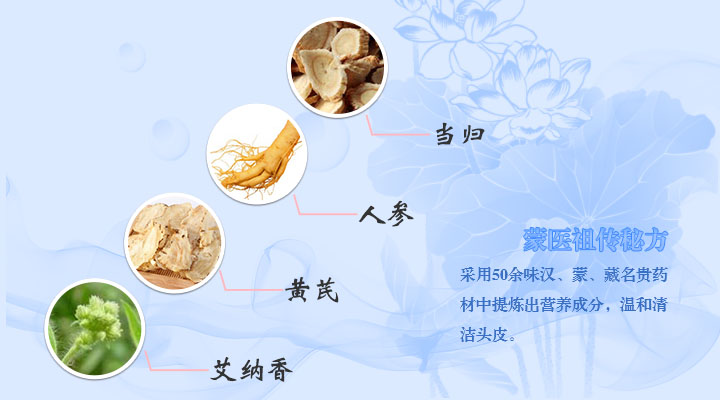 当归
人参
黄芪
艾纳香
蒙医祖传秘方
采用50余味汉、蒙、藏名贵药
材中提炼出营养成分，温和清
洁头皮。